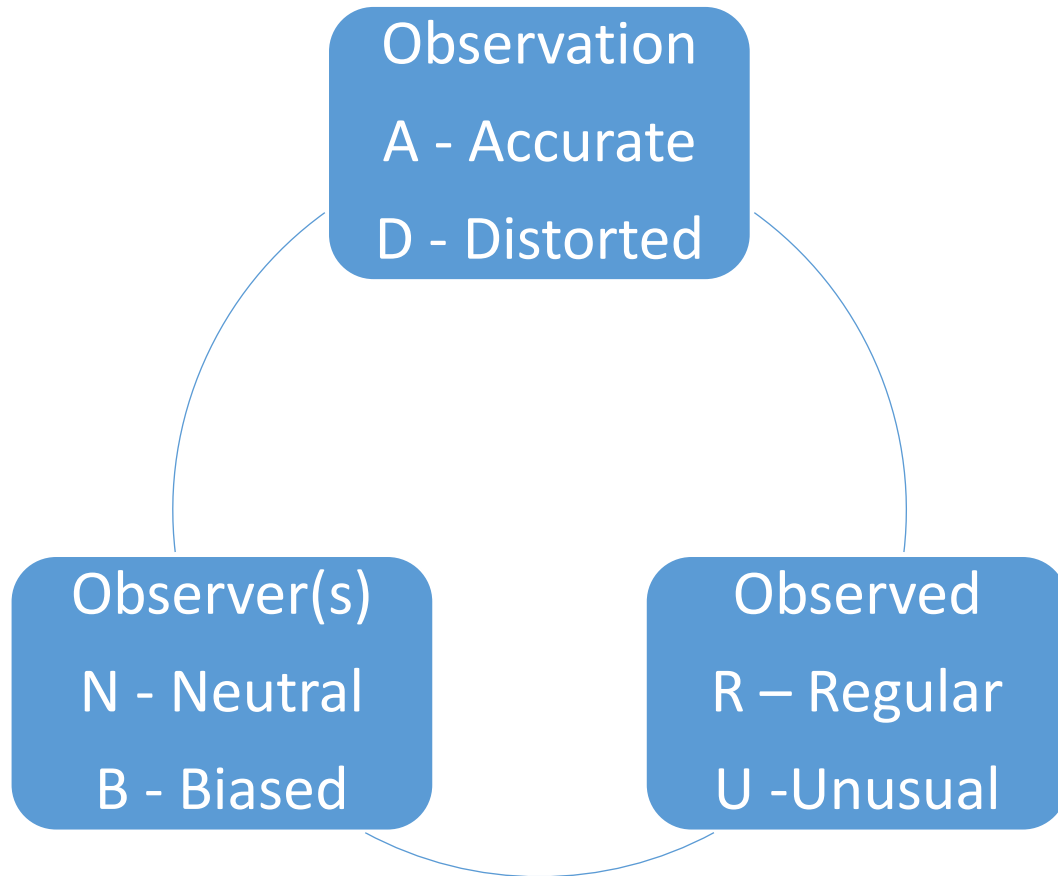 Observation
A - Accurate
D - Distorted
Observer(s)
N - Neutral
B - Biased
Observed
R – Regular
U -Unusual